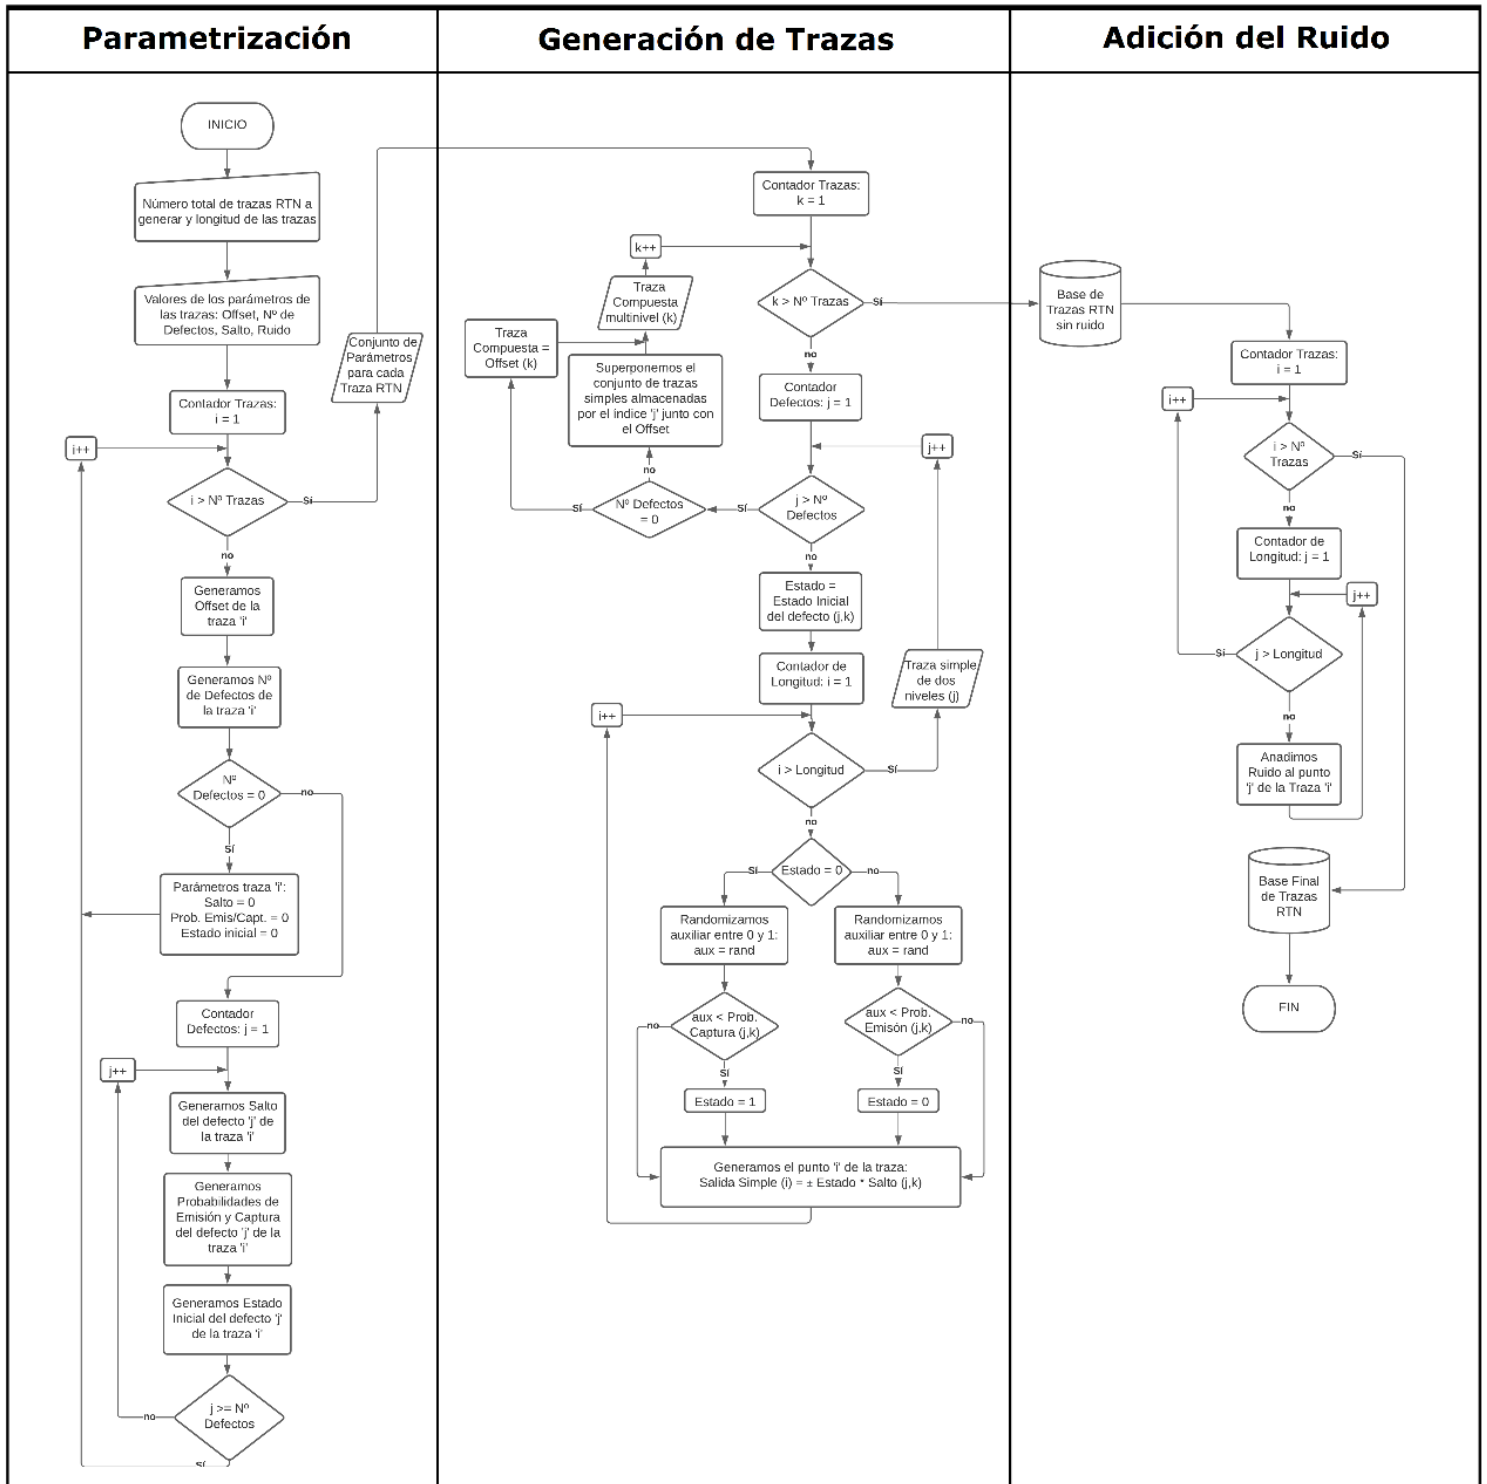 Parametrización
Generación de Trazas
Adición del Ruido
INICIO
Número total de trazas RTN a
generar y longitud de las trazas
Valores de los parámetros de
las trazas: Offset, Nº de
Defectos, Salto, Ruido
Conjunto de
Parámetros
para cada
Traza RTN
Contador Trazas:
i = 1
i++
i > Nº Trazas
Sí
no
Generamos
Offset de la
traza 'i'
Generamos Nº
de Defectos de
la traza 'i'
Nº
Defectos = 0
no
Sí
Parámetros traza 'i':
Salto = 0
Prob. Emis/Capt. = 0
Estado inicial = 0
Contador
Defectos: j = 1
j++
Generamos Salto
del defecto 'j' de
la traza 'i'
Generamos
Probabilidades de
Emisión y Captura
del defecto 'j' de la
traza 'i'
Generamos Estado
Inicial del defecto 'j'
de la traza 'i'
j >= Nº
Defectos
no
Sí
Contador Trazas:
k = 1
k++
Traza
Compuesta
multinivel (k)
k > Nº Trazas
Sí
no
Traza
Compuesta =
Offset (k)
Superponemos el
conjunto de trazas
simples almacenadas
por el índice 'j' junto con
el Offset
Contador
Defectos: j = 1
j++
no
Sí
Nº Defectos
= 0
Sí
j > Nº
Defectos
no
Estado =
Estado Inicial
del defecto (j,k)
Contador de
Longitud: i = 1
Traza simple
de dos
niveles (j)
i++
i > Longitud
Sí
no
Sí
Estado = 0
no
Randomizamos
auxiliar entre 0 y 1:
aux = rand
Randomizamos
auxiliar entre 0 y 1:
aux = rand
no
aux < Prob.
Captura (j,k)
aux < Prob.
Emisón (j,k)
no
Sí
Sí
Estado = 1
Estado = 0
Generamos el punto 'i' de la traza:
Salida Simple (i) = ± Estado * Salto (j,k)
Base de
Trazas RTN
sin ruido
Contador Trazas:
i = 1
i++
i > Nº
Trazas
Sí
no
Contador de
Longitud: j = 1
j++
Sí
j > Longitud
no
Anadimos
Ruido al punto
'j' de la Traza 'i'
Base Final
de Trazas
RTN
FIN